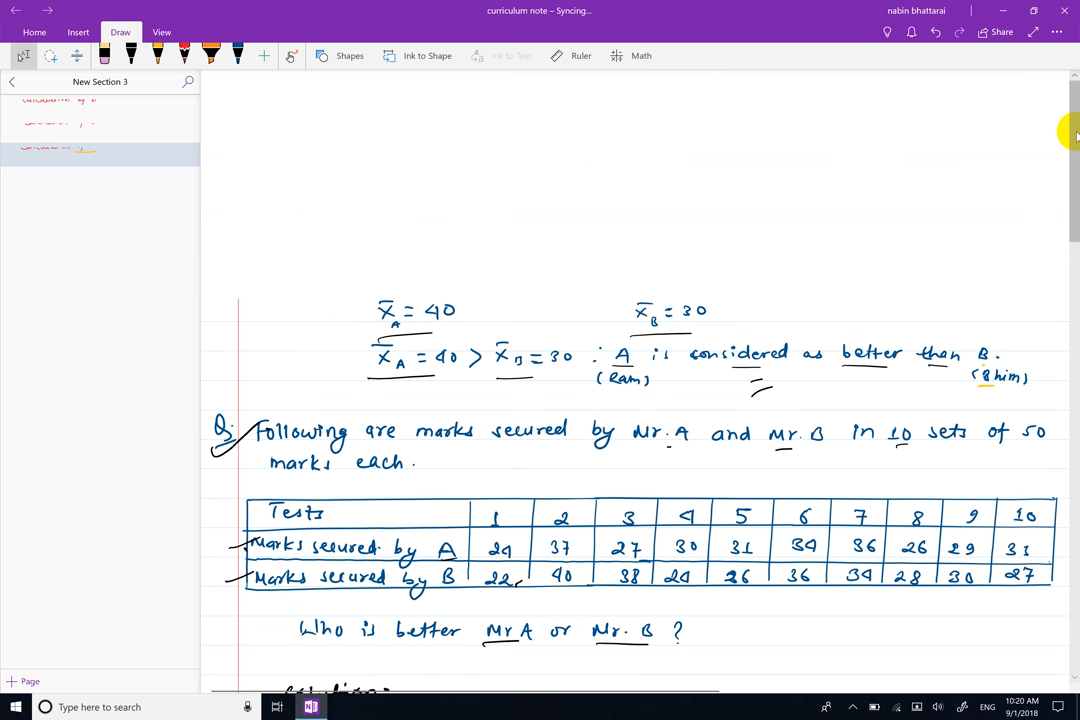 curriculum note – Syncing...
nabin bhattarai
Home Insert Draw View
Share
Shapes Ink to Shape Ink to Text Ruler Math
New Section 3
X̄A = 40 X̄B = 30
X̄A = 40 > X̄B = 30 ∴ A is considered as better than B.
(Ram) (Bhim)
Q: Following are marks secured by Mr. A and Mr. B in 10 sets of 50
marks each.
Tests 1 2 3 4 5 6 7 8 9 10
Marks secured by A 24 37 27 30 31 34 36 26 29 33
Marks secured by B 22 40 38 24 26 36 34 28 30 27
Who is better Mr A or Mr. B ?
solution:
+ Page
Type here to search
ENG
10:20 AM
9/1/2018